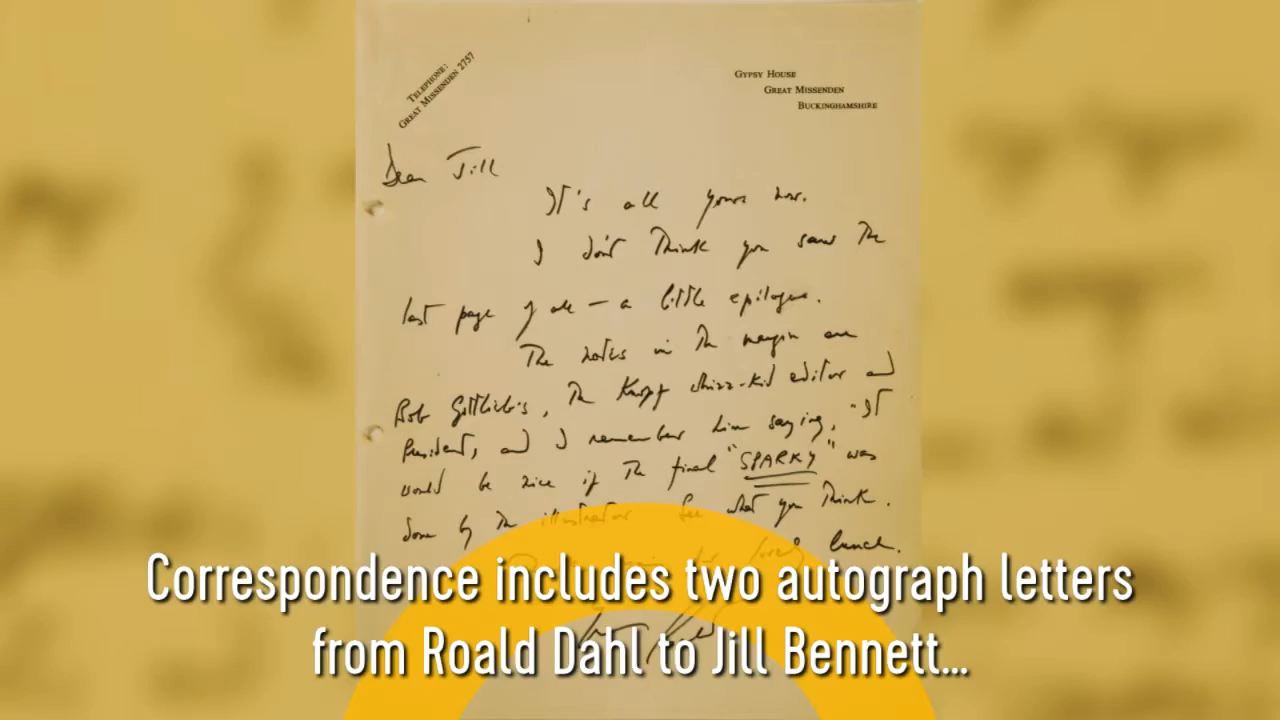 TELEPHONE:
GREAT MISSENDEN 2757
GYPSY HOUSE
GREAT MISSENDEN
BUCKINGHAMSHIRE
Dear Jill
It's all yours now.
I don't think you saw the
last page of all — a little epilogue.
The notes in the margin are
Bob Gottlieb's, the Knopf whizz-kid editor and
President, and I remember him saying, "It
would be nice if the final "SPARKY" was
done by the illustrator. See what you think.
lovely lunch.
Correspondence includes two autograph letters
from Roald Dahl to Jill Bennett...